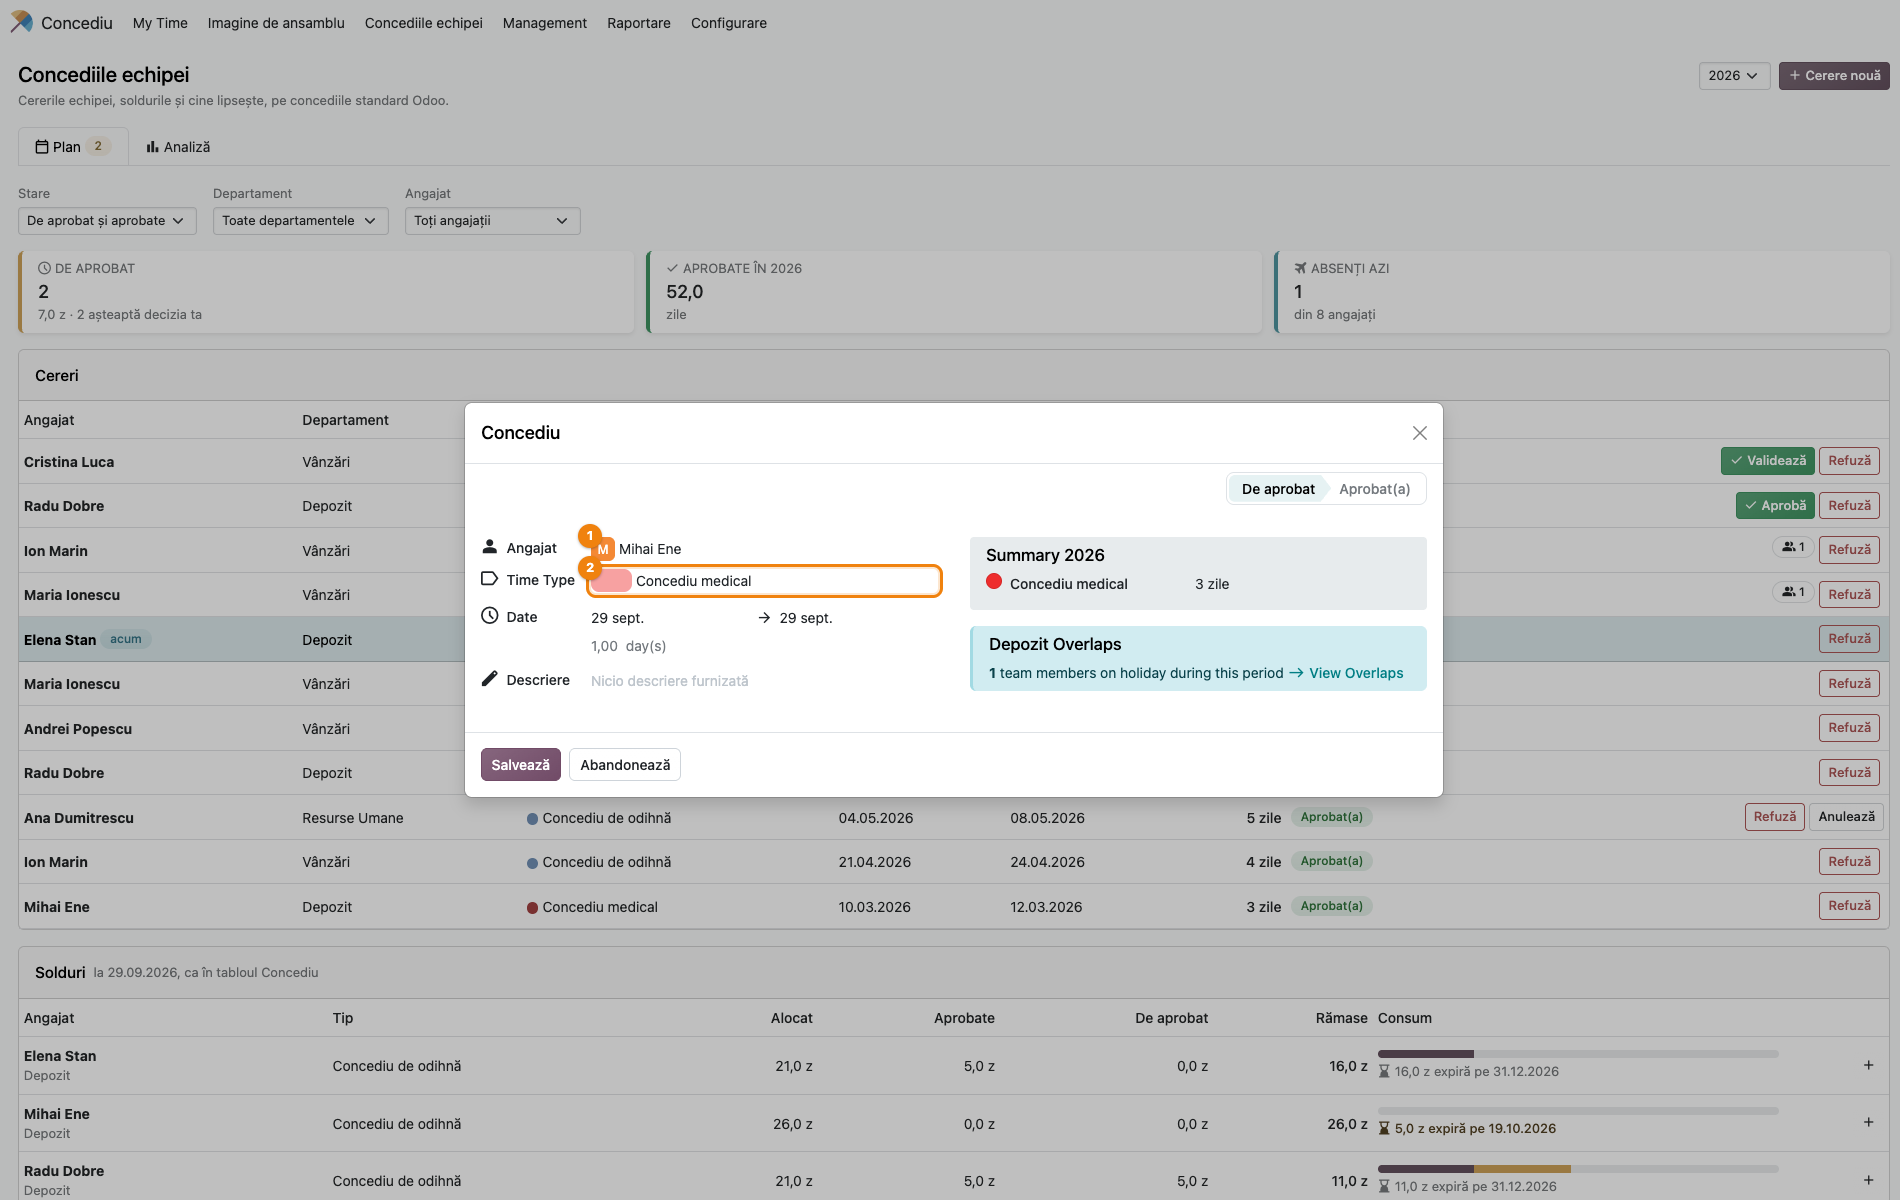 Concediu My Time Imagine de ansamblu Concediile echipei Management Raportare Configurare
Concediile echipei
2026 + Cerere nouă
Cererile echipei, soldurile și cine lipsește, pe concediile standard Odoo.
Plan 2 Analiză
Stare Departament Angajat
De aprobat și aprobate Toate departamentele Toți angajații
DE APROBAT
2
7,0 z · 2 așteaptă decizia ta
APROBATE ÎN 2026
52,0
zile
ABSENȚI AZI
1
din 8 angajați
Cereri
Angajat Departament
Cristina Luca Vânzări Validează Refuză
Radu Dobre Depozit Aprobă Refuză
Ion Marin Vânzări 1 Refuză
Maria Ionescu Vânzări 1 Refuză
Elena Stan acum Depozit Refuză
Maria Ionescu Vânzări Refuză
Andrei Popescu Vânzări Refuză
Radu Dobre Depozit Refuză
Ana Dumitrescu Resurse Umane Concediu de odihnă 04.05.2026 08.05.2026 5 zile Aprobat(a) Refuză Anulează
Ion Marin Vânzări Concediu de odihnă 21.04.2026 24.04.2026 4 zile Aprobat(a) Refuză
Mihai Ene Depozit Concediu medical 10.03.2026 12.03.2026 3 zile Aprobat(a) Refuză
Concediu
De aprobat Aprobat(a)
Angajat 1 M Mihai Ene
Time Type 2 Concediu medical
Date 29 sept. → 29 sept.
1,00 day(s)
Descriere Nicio descriere furnizată
Summary 2026
Concediu medical 3 zile
Depozit Overlaps
1 team members on holiday during this period → View Overlaps
Salvează Abandonează
Solduri la 29.09.2026, ca în tabloul Concediu
Angajat Tip Alocat Aprobate De aprobat Rămase Consum
Elena Stan
Depozit
Concediu de odihnă 21,0 z 5,0 z 0,0 z 16,0 z 16,0 z expiră pe 31.12.2026 +
Mihai Ene
Depozit
Concediu de odihnă 26,0 z 0,0 z 0,0 z 26,0 z 5,0 z expiră pe 19.10.2026 +
Radu Dobre
Depozit
Concediu de odihnă 21,0 z 5,0 z 5,0 z 11,0 z 11,0 z expiră pe 31.12.2026 +